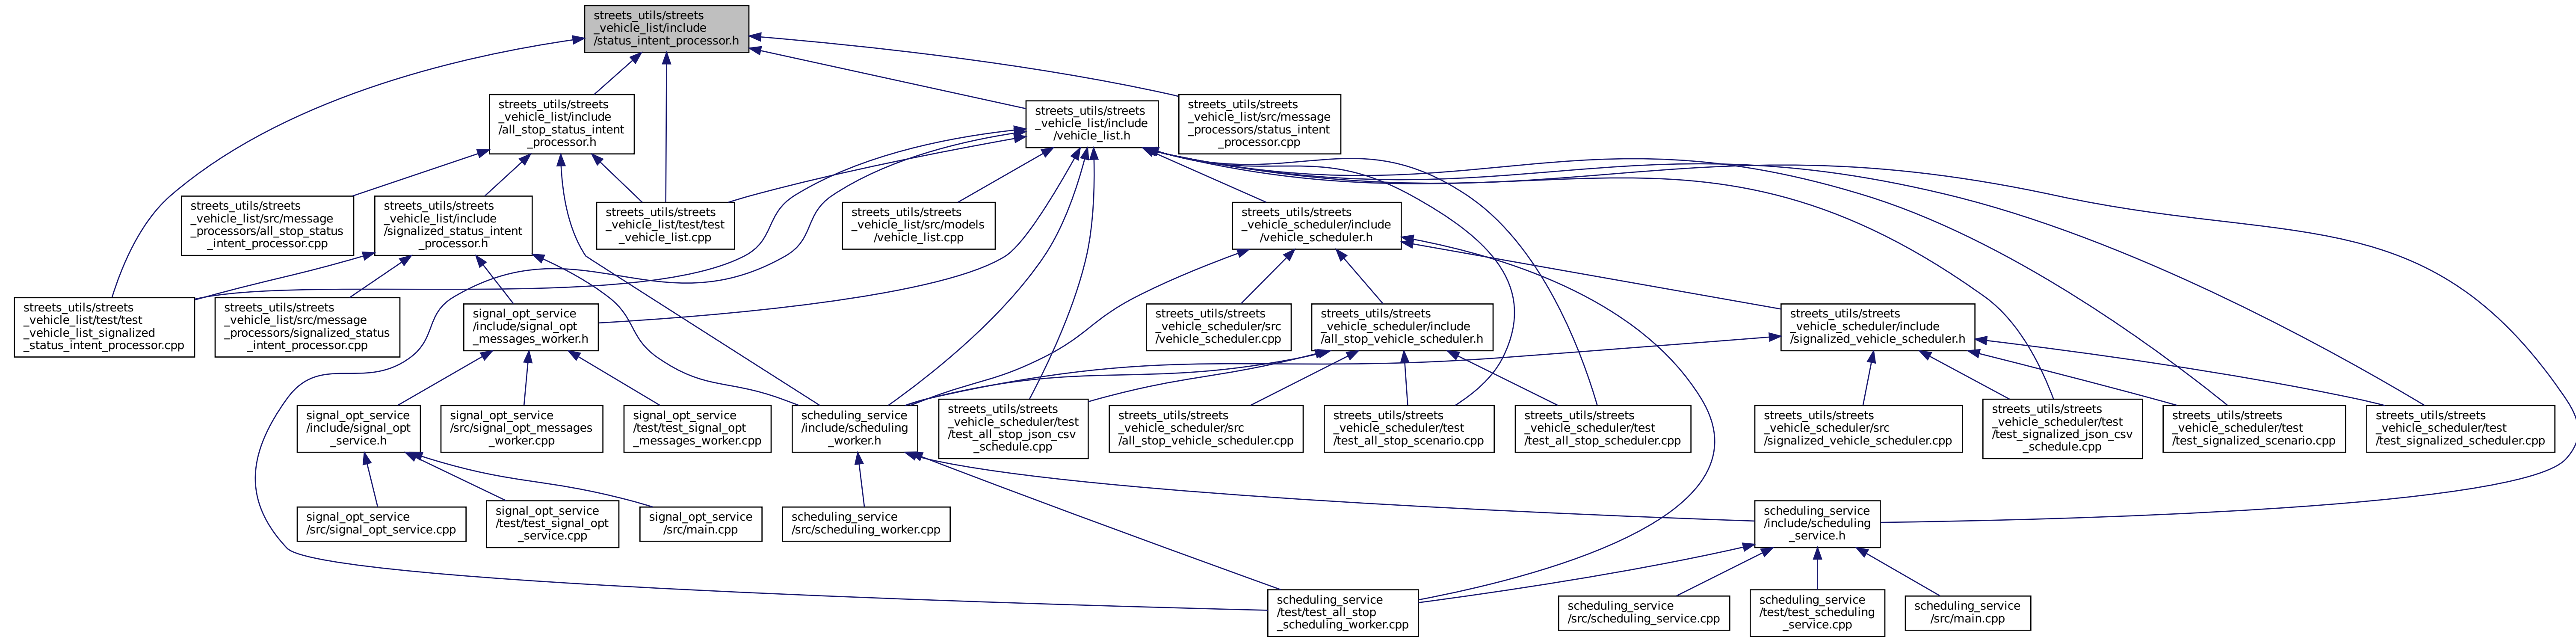 streets_utils/streets
_vehicle_list/include
/status_intent_processor.h
streets_utils/streets
_vehicle_list/include
/all_stop_status_intent
_processor.h
streets_utils/streets
_vehicle_list/include
/vehicle_list.h
streets_utils/streets
_vehicle_list/src/message
_processors/status_intent
_processor.cpp
streets_utils/streets
_vehicle_list/src/message
_processors/all_stop_status
_intent_processor.cpp
streets_utils/streets
_vehicle_list/include
/signalized_status_intent
_processor.h
streets_utils/streets
_vehicle_list/test/test
_vehicle_list.cpp
streets_utils/streets
_vehicle_list/src/models
/vehicle_list.cpp
streets_utils/streets
_vehicle_scheduler/include
/vehicle_scheduler.h
streets_utils/streets
_vehicle_list/test/test
_vehicle_list_signalized
_status_intent_processor.cpp
streets_utils/streets
_vehicle_list/src/message
_processors/signalized_status
_intent_processor.cpp
signal_opt_service
/include/signal_opt
_messages_worker.h
streets_utils/streets
_vehicle_scheduler/src
/vehicle_scheduler.cpp
streets_utils/streets
_vehicle_scheduler/include
/all_stop_vehicle_scheduler.h
streets_utils/streets
_vehicle_scheduler/include
/signalized_vehicle_scheduler.h
signal_opt_service
/include/signal_opt
_service.h
signal_opt_service
/src/signal_opt_messages
_worker.cpp
signal_opt_service
/test/test_signal_opt
_messages_worker.cpp
scheduling_service
/include/scheduling
_worker.h
streets_utils/streets
_vehicle_scheduler/test
/test_all_stop_json_csv
_schedule.cpp
streets_utils/streets
_vehicle_scheduler/src
/all_stop_vehicle_scheduler.cpp
streets_utils/streets
_vehicle_scheduler/test
/test_all_stop_scenario.cpp
streets_utils/streets
_vehicle_scheduler/test
/test_all_stop_scheduler.cpp
streets_utils/streets
_vehicle_scheduler/src
/signalized_vehicle_scheduler.cpp
streets_utils/streets
_vehicle_scheduler/test
/test_signalized_json_csv
_schedule.cpp
streets_utils/streets
_vehicle_scheduler/test
/test_signalized_scenario.cpp
streets_utils/streets
_vehicle_scheduler/test
/test_signalized_scheduler.cpp
signal_opt_service
/src/signal_opt_service.cpp
signal_opt_service
/test/test_signal_opt
_service.cpp
signal_opt_service
/src/main.cpp
scheduling_service
/src/scheduling_worker.cpp
scheduling_service
/include/scheduling
_service.h
scheduling_service
/test/test_all_stop
_scheduling_worker.cpp
scheduling_service
/src/scheduling_service.cpp
scheduling_service
/test/test_scheduling
_service.cpp
scheduling_service
/src/main.cpp